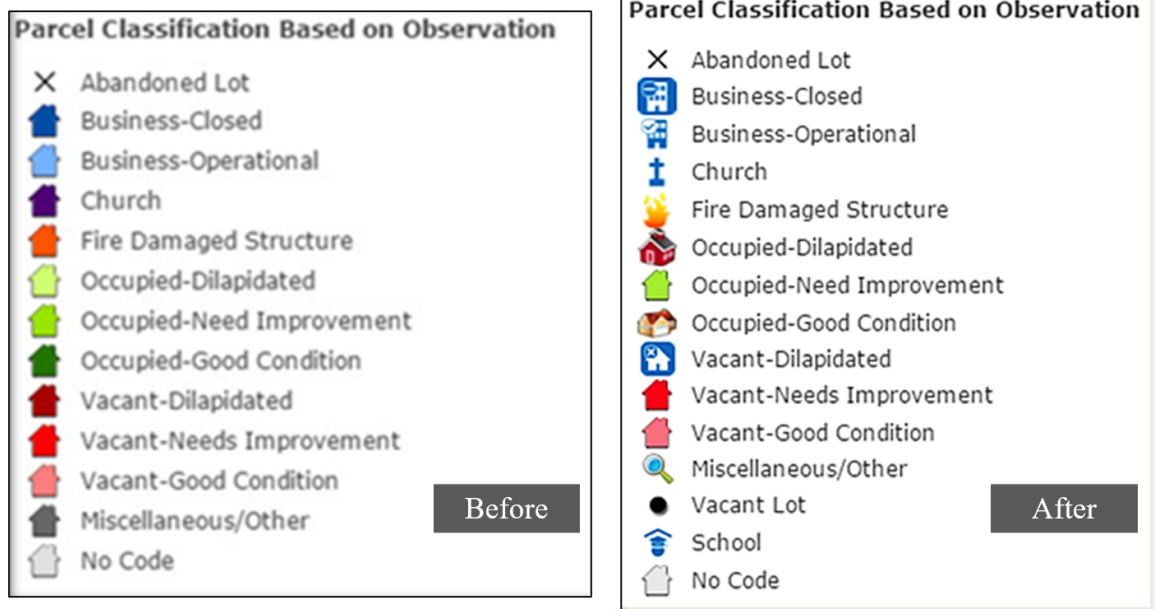 Parcel Classification Based on Observation
Abandoned Lot
Business-Closed
Business-Operational
Church
Fire Damaged Structure
Occupied-Dilapidated
Occupied-Need Improvement
Occupied-Good Condition
Vacant-Dilapidated
Vacant-Needs Improvement
Vacant-Good Condition
Miscellaneous/Other
No Code
Before
Parcel Classification Based on Observation
Abandoned Lot
Business-Closed
Business-Operational
Church
Fire Damaged Structure
Occupied-Dilapidated
Occupied-Need Improvement
Occupied-Good Condition
Vacant-Dilapidated
Vacant-Needs Improvement
Vacant-Good Condition
Miscellaneous/Other
Vacant Lot
School
No Code
After